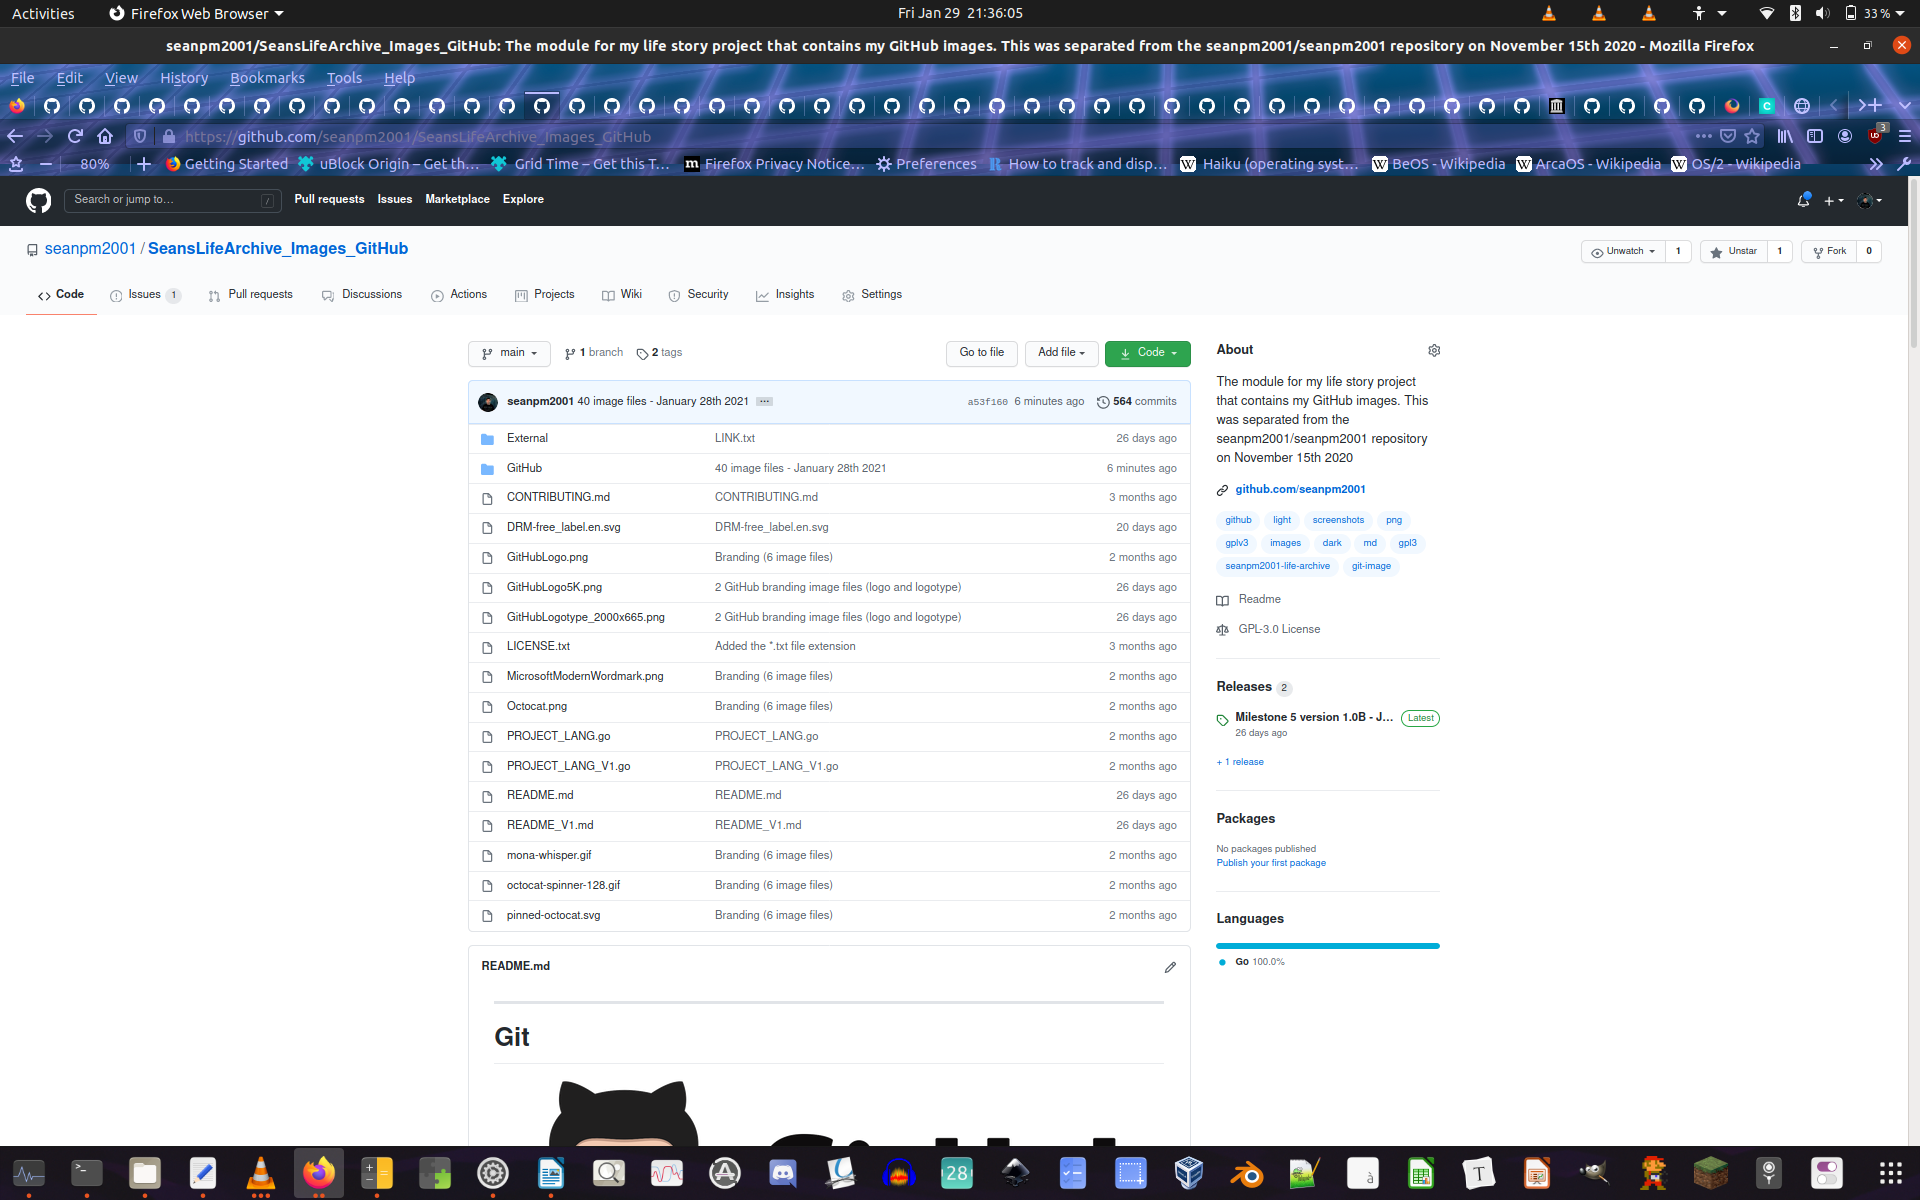 Activities
Firefox Web Browser
Fri Jan 29  21:36:05
33 %
seanpm2001/SeansLifeArchive_Images_GitHub: The module for my life story project that contains my GitHub images. This was separated from the seanpm2001/seanpm2001 repository on November 15th 2020 - Mozilla Firefox
File Edit View History Bookmarks Tools Help
https://github.com/seanpm2001/SeansLifeArchive_Images_GitHub
3
80%
Getting Started
uBlock Origin – Get th…
Grid Time – Get this T…
Firefox Privacy Notice…
Preferences
How to track and disp…
Haiku (operating syst…
BeOS - Wikipedia
ArcaOS - Wikipedia
OS/2 - Wikipedia
Search or jump to…
/
Pull requests Issues Marketplace Explore
seanpm2001 / SeansLifeArchive_Images_GitHub
Unwatch 1
Unstar 1
Fork 0
Code
Issues 1
Pull requests
Discussions
Actions
Projects
Wiki
Security
Insights
Settings
main
1 branch
2 tags
Go to file
Add file
Code
seanpm2001 40 image files - January 28th 2021 ...
a53f160 6 minutes ago
564 commits
External LINK.txt 26 days ago
GitHub 40 image files - January 28th 2021 6 minutes ago
CONTRIBUTING.md CONTRIBUTING.md 3 months ago
DRM-free_label.en.svg DRM-free_label.en.svg 20 days ago
GitHubLogo.png Branding (6 image files) 2 months ago
GitHubLogo5K.png 2 GitHub branding image files (logo and logotype) 26 days ago
GitHubLogotype_2000x665.png 2 GitHub branding image files (logo and logotype) 26 days ago
LICENSE.txt Added the *.txt file extension 3 months ago
MicrosoftModernWordmark.png Branding (6 image files) 2 months ago
Octocat.png Branding (6 image files) 2 months ago
PROJECT_LANG.go PROJECT_LANG.go 2 months ago
PROJECT_LANG_V1.go PROJECT_LANG_V1.go 2 months ago
README.md README.md 26 days ago
README_V1.md README_V1.md 26 days ago
mona-whisper.gif Branding (6 image files) 2 months ago
octocat-spinner-128.gif Branding (6 image files) 2 months ago
pinned-octocat.svg Branding (6 image files) 2 months ago
README.md
Git
About
The module for my life story project
that contains my GitHub images. This
was separated from the
seanpm2001/seanpm2001 repository
on November 15th 2020
github.com/seanpm2001
github light screenshots png
gplv3 images dark md gpl3
seanpm2001-life-archive git-image
Readme
GPL-3.0 License
Releases 2
Milestone 5 version 1.0B - J... Latest
26 days ago
+ 1 release
Packages
No packages published
Publish your first package
Languages
Go 100.0%
28